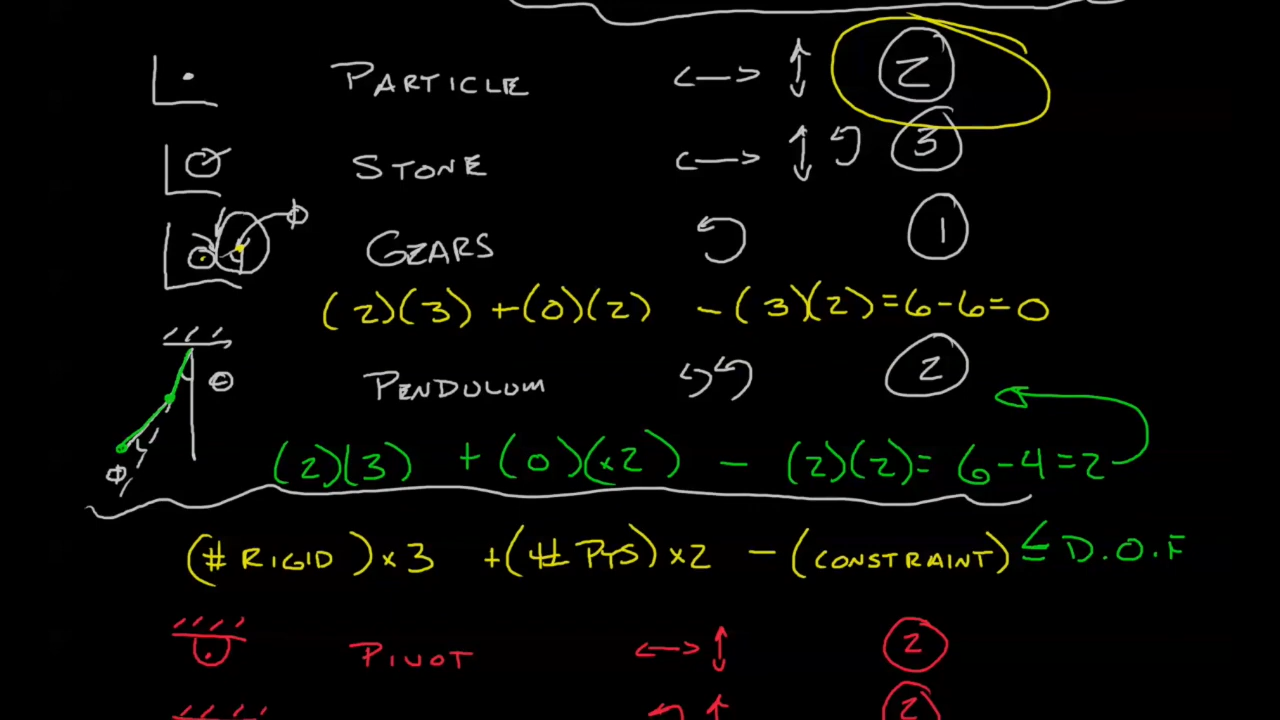 PARTICLE ←→ ↕ 2
STONE ←→ ↕ 3
Φ
GEARS 1
(2)(3) + (0)(2) - (3)(2) = 6-6=0
Θ PENDULUM 2
Φ (2)(3) + (0)(×2) - (2)(2) = 6-4=2
(# RIGID) × 3 + (# PTS) × 2 - (CONSTRAINT) ≤ D.O.F
PIVOT ←→ ↕ 2
2